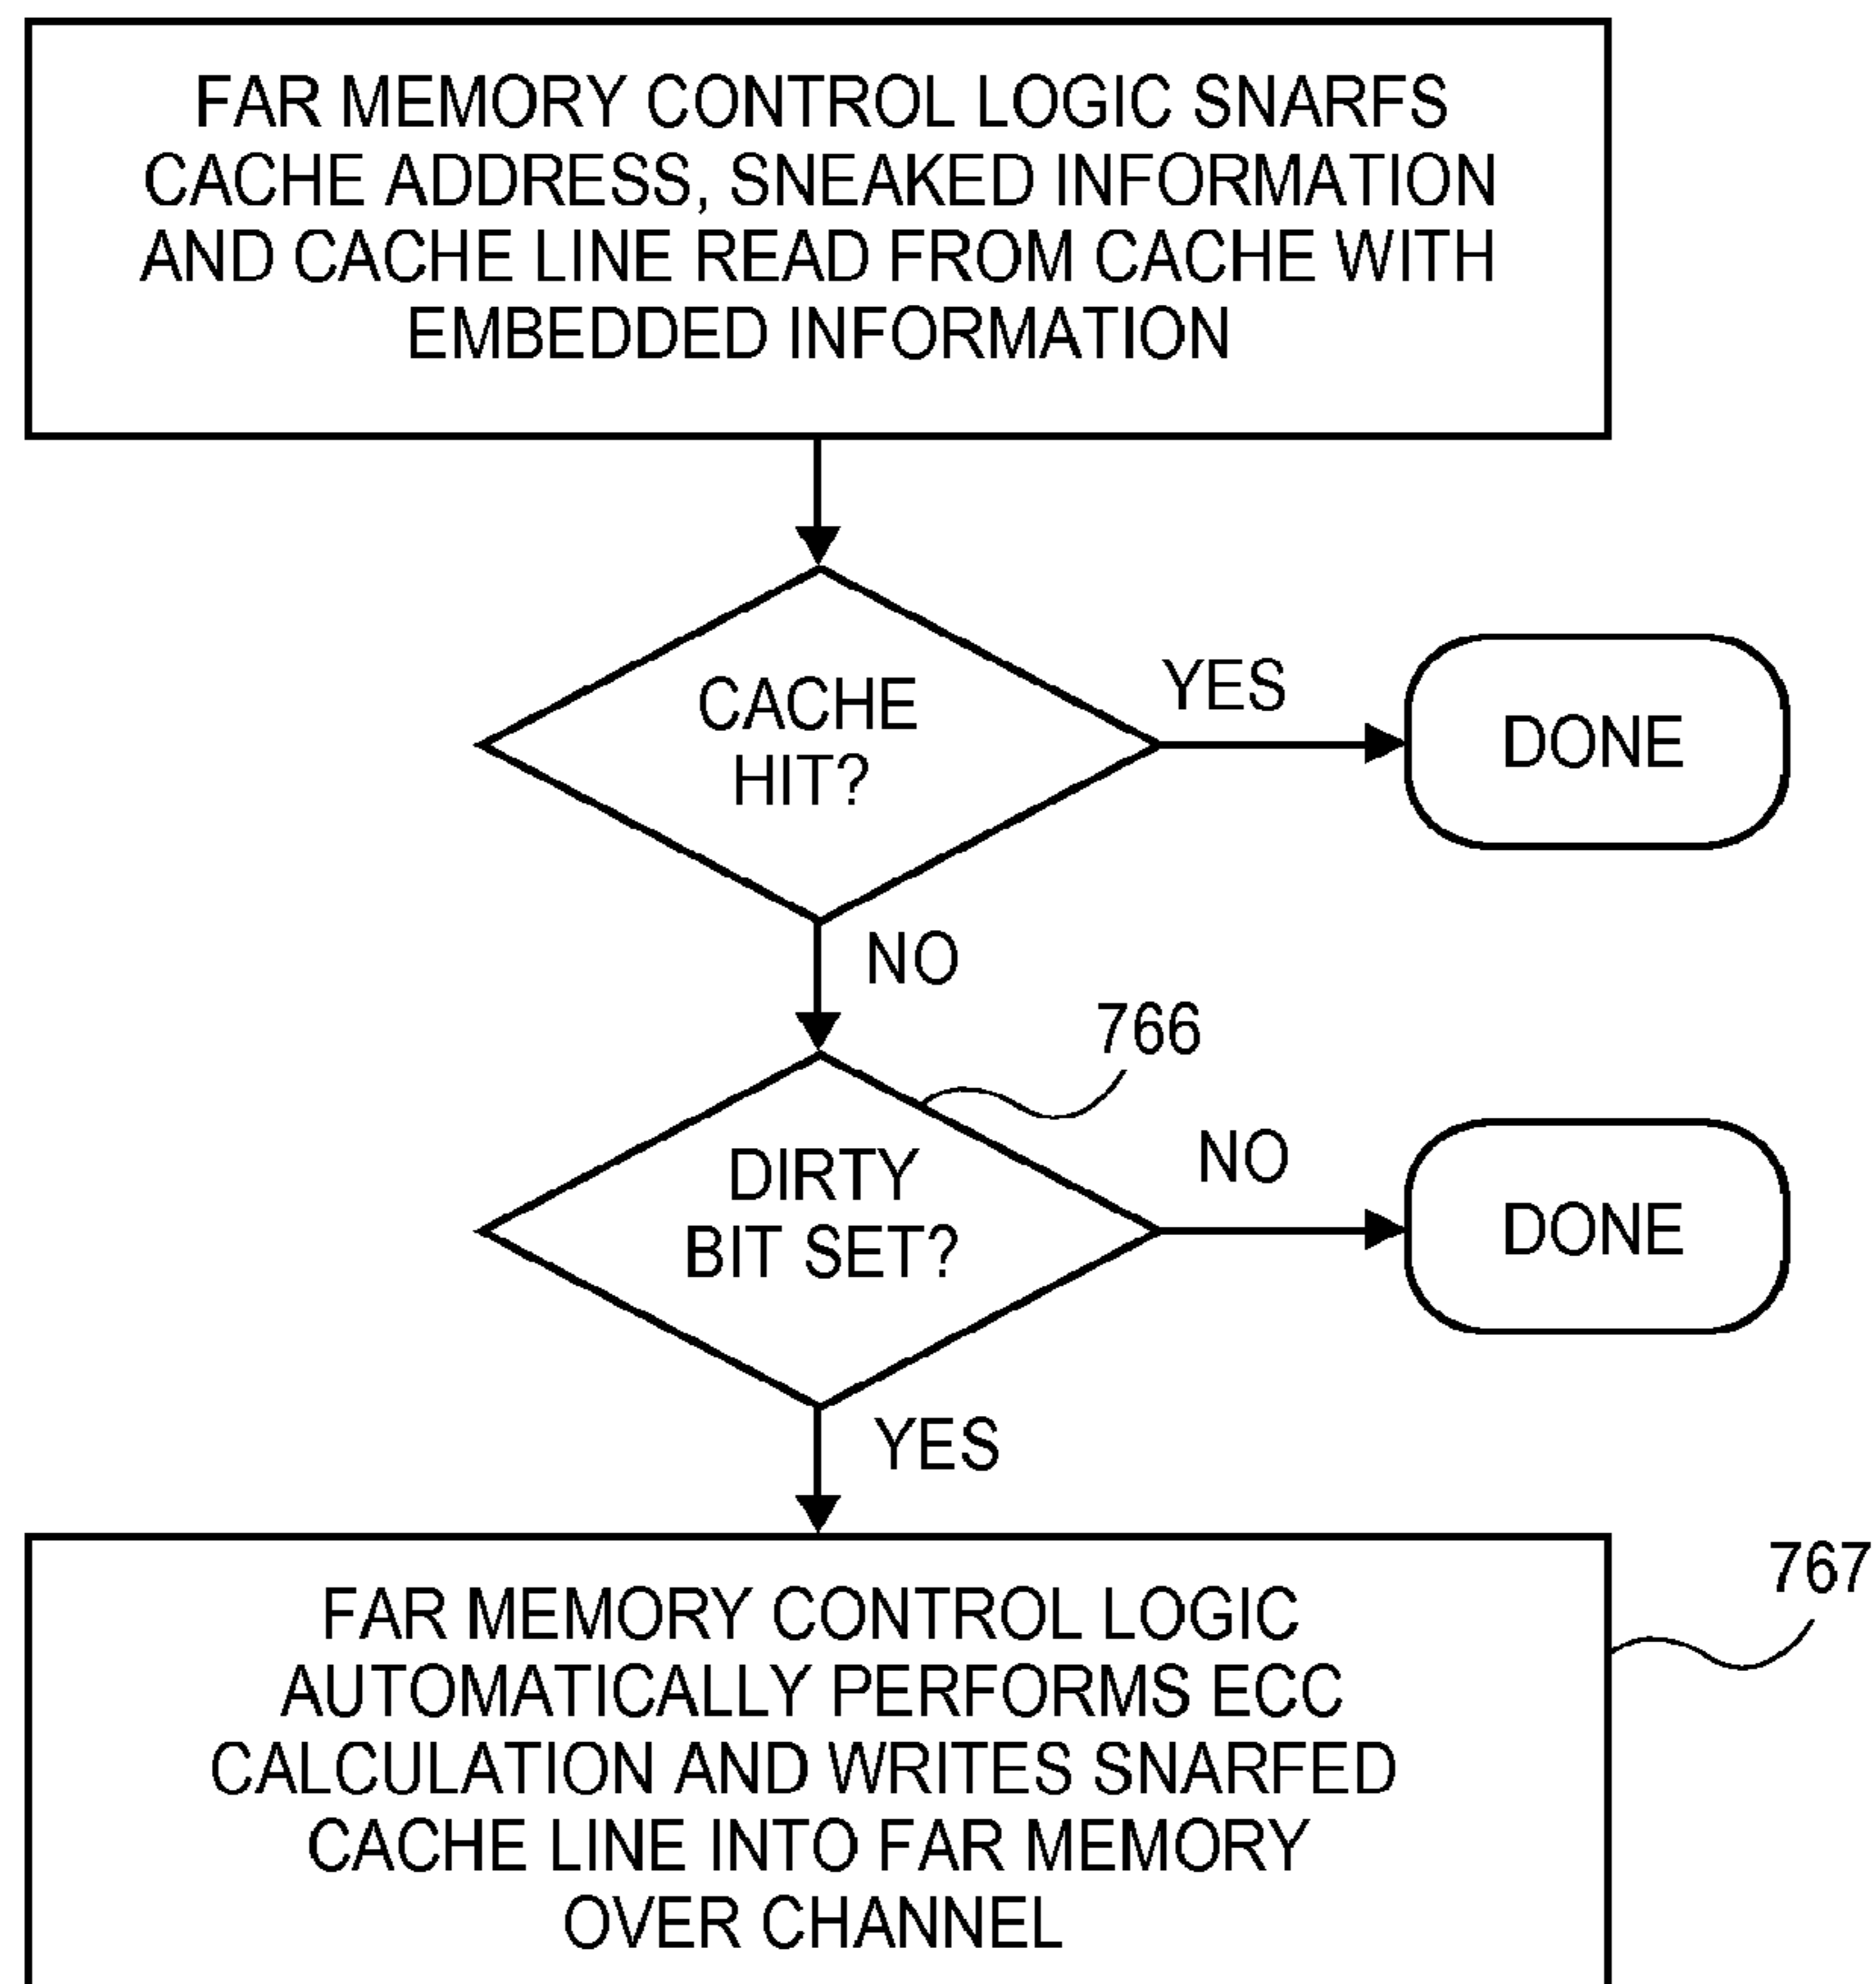 FAR MEMORY CONTROL LOGIC SNARFS
CACHE ADDRESS, SNEAKED INFORMATION
AND CACHE LINE READ FROM CACHE WITH
EMBEDDED INFORMATION
CACHE
HIT?
YES
DONE
NO
766
DIRTY
BIT SET?
NO
DONE
YES
767
FAR MEMORY CONTROL LOGIC
AUTOMATICALLY PERFORMS ECC
CALCULATION AND WRITES SNARFED
CACHE LINE INTO FAR MEMORY
OVER CHANNEL